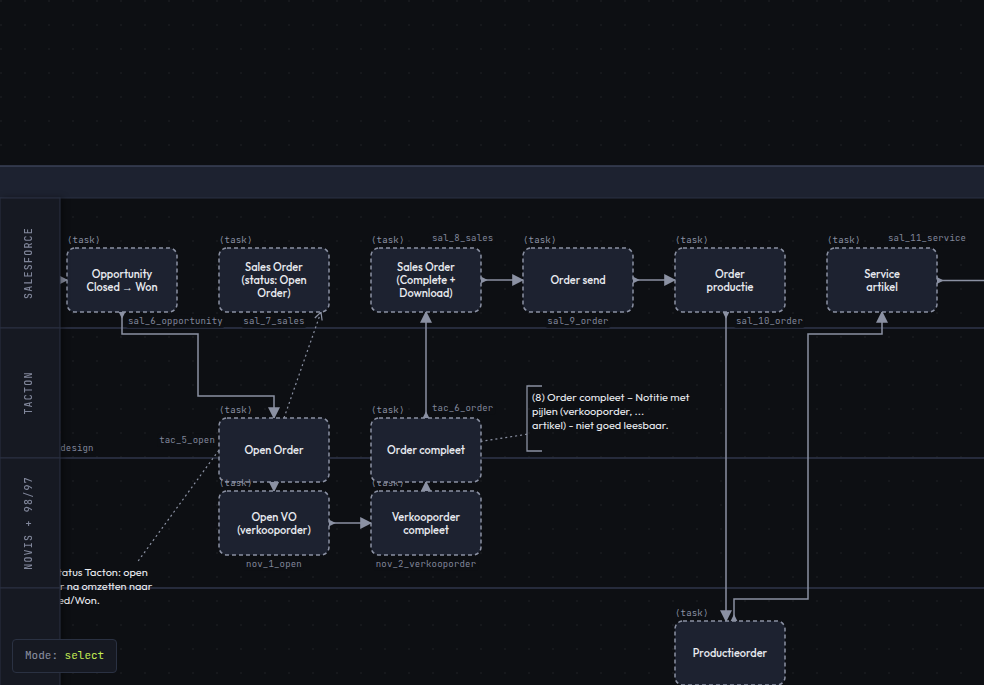 SALESFORCE
(task)
Opportunity
Closed → Won
sal_6_opportunity
(task)
Sales Order
(status: Open
Order)
sal_7_sales
(task)
sal_8_sales
Sales Order
(Complete +
Download)
(task)
Order send
sal_9_order
(task)
Order
productie
sal_10_order
(task)
sal_11_service
Service
artikel
TACTON
design
tac_5_open
(task)
Open Order
(task)
tac_6_order
Order compleet
(8) Order compleet – Notitie met
pijlen (verkooporder, ...
artikel) - niet goed leesbaar.
NOVIS + 98/97
(task)
Open VO
(verkooporder)
nov_1_open
(task)
Verkooporder
compleet
nov_2_verkooporder
tatus Tacton: open
r na omzetten naar
ed/Won.
(task)
Productieorder
Mode: select